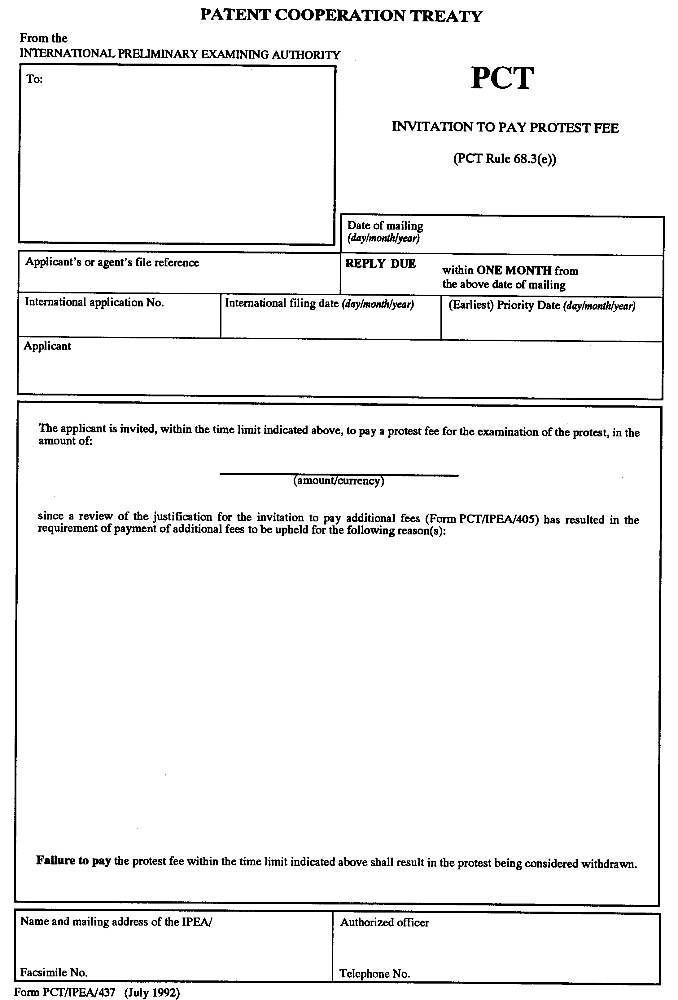 PATENT COOPERATION TREATY
From the
INTERNATIONAL PRELIMINARY EXAMINING AUTHORITY
To:
PCT
INVITATION TO PAY PROTEST FEE
(PCT Rule 68.3(e))
Date of mailing
(day/month/year)
Applicant's or agent's file reference
REPLY DUE
within ONE MONTH from
the above date of mailing
International application No.
International filing date (day/month/year)
(Earliest) Priority Date (day/month/year)
Applicant
The applicant is invited, within the time limit indicated above, to pay a protest fee for the examination of the protest, in the
amount of:
(amount/currency)
since a review of the justification for the invitation to pay additional fees (Form PCT/IPEA/405) has resulted in the
requirement of payment of additional fees to be upheld for the following reason(s):
Failure to pay the protest fee within the time limit indicated above shall result in the protest being considered withdrawn.
Name and mailing address of the IPEA/
Facsimile No.
Authorized officer
Telephone No.
Form PCT/IPEA/437 (July 1992)